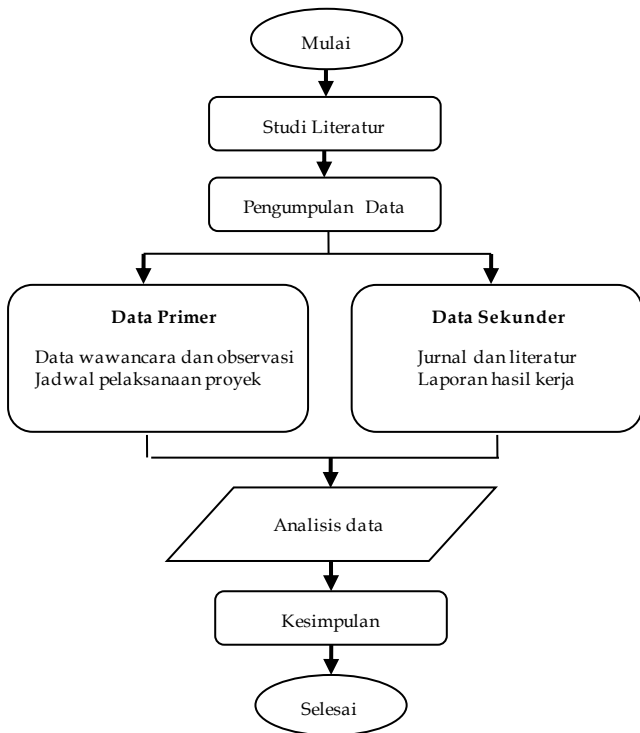 Mulai
Studi Literatur
Pengumpulan Data
Data Primer
Data wawancara dan observasi
Jadwal pelaksanaan proyek
Data Sekunder
Jurnal dan literatur
Laporan hasil kerja
Analisis data
Kesimpulan
Selesai